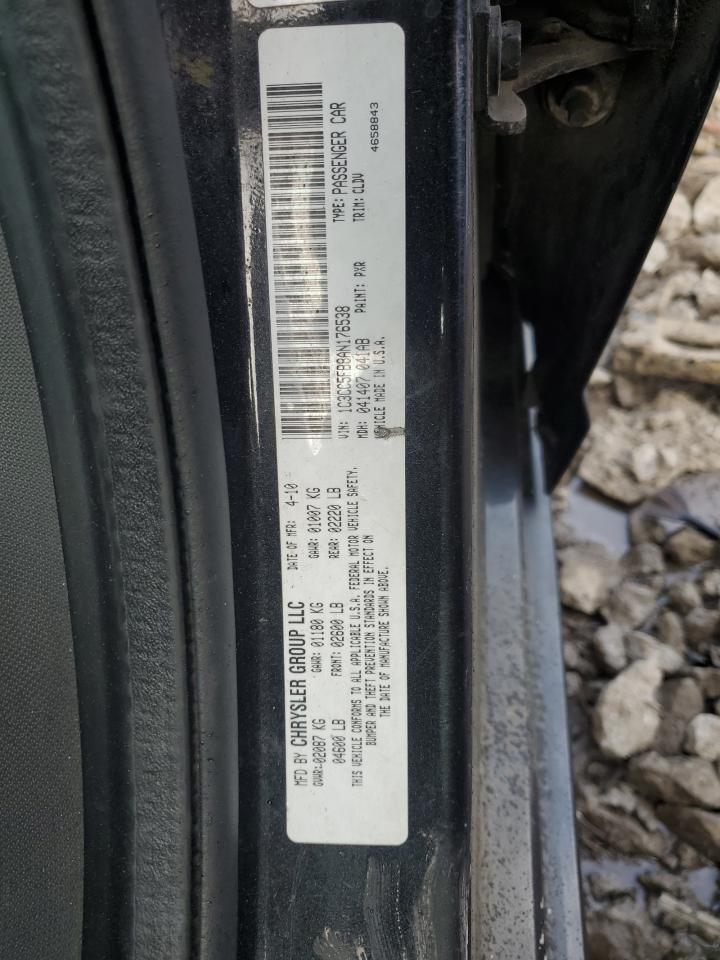 MFD BY CHRYSLER GROUP LLC DATE OF MFR: 4-10
GVWR:02087 KG GAWR: 01180 KG GAWR: 01007 KG
04600 LB FRONT: 02600 LB REAR: 02220 LB
THIS VEHICLE CONFORMS TO ALL APPLICABLE U.S.A. FEDERAL MOTOR VEHICLE SAFETY,
BUMPER AND THEFT PREVENTION STANDARDS IN EFFECT ON
THE DATE OF MANUFACTURE SHOWN ABOVE.
VIN: 1C3CC5FB8AN176538 TYPE: PASSENGER CAR
MDH: 041407 041AB PAINT: PXR TRIM: CLDV
VEHICLE MADE IN U.S.A. 4658843